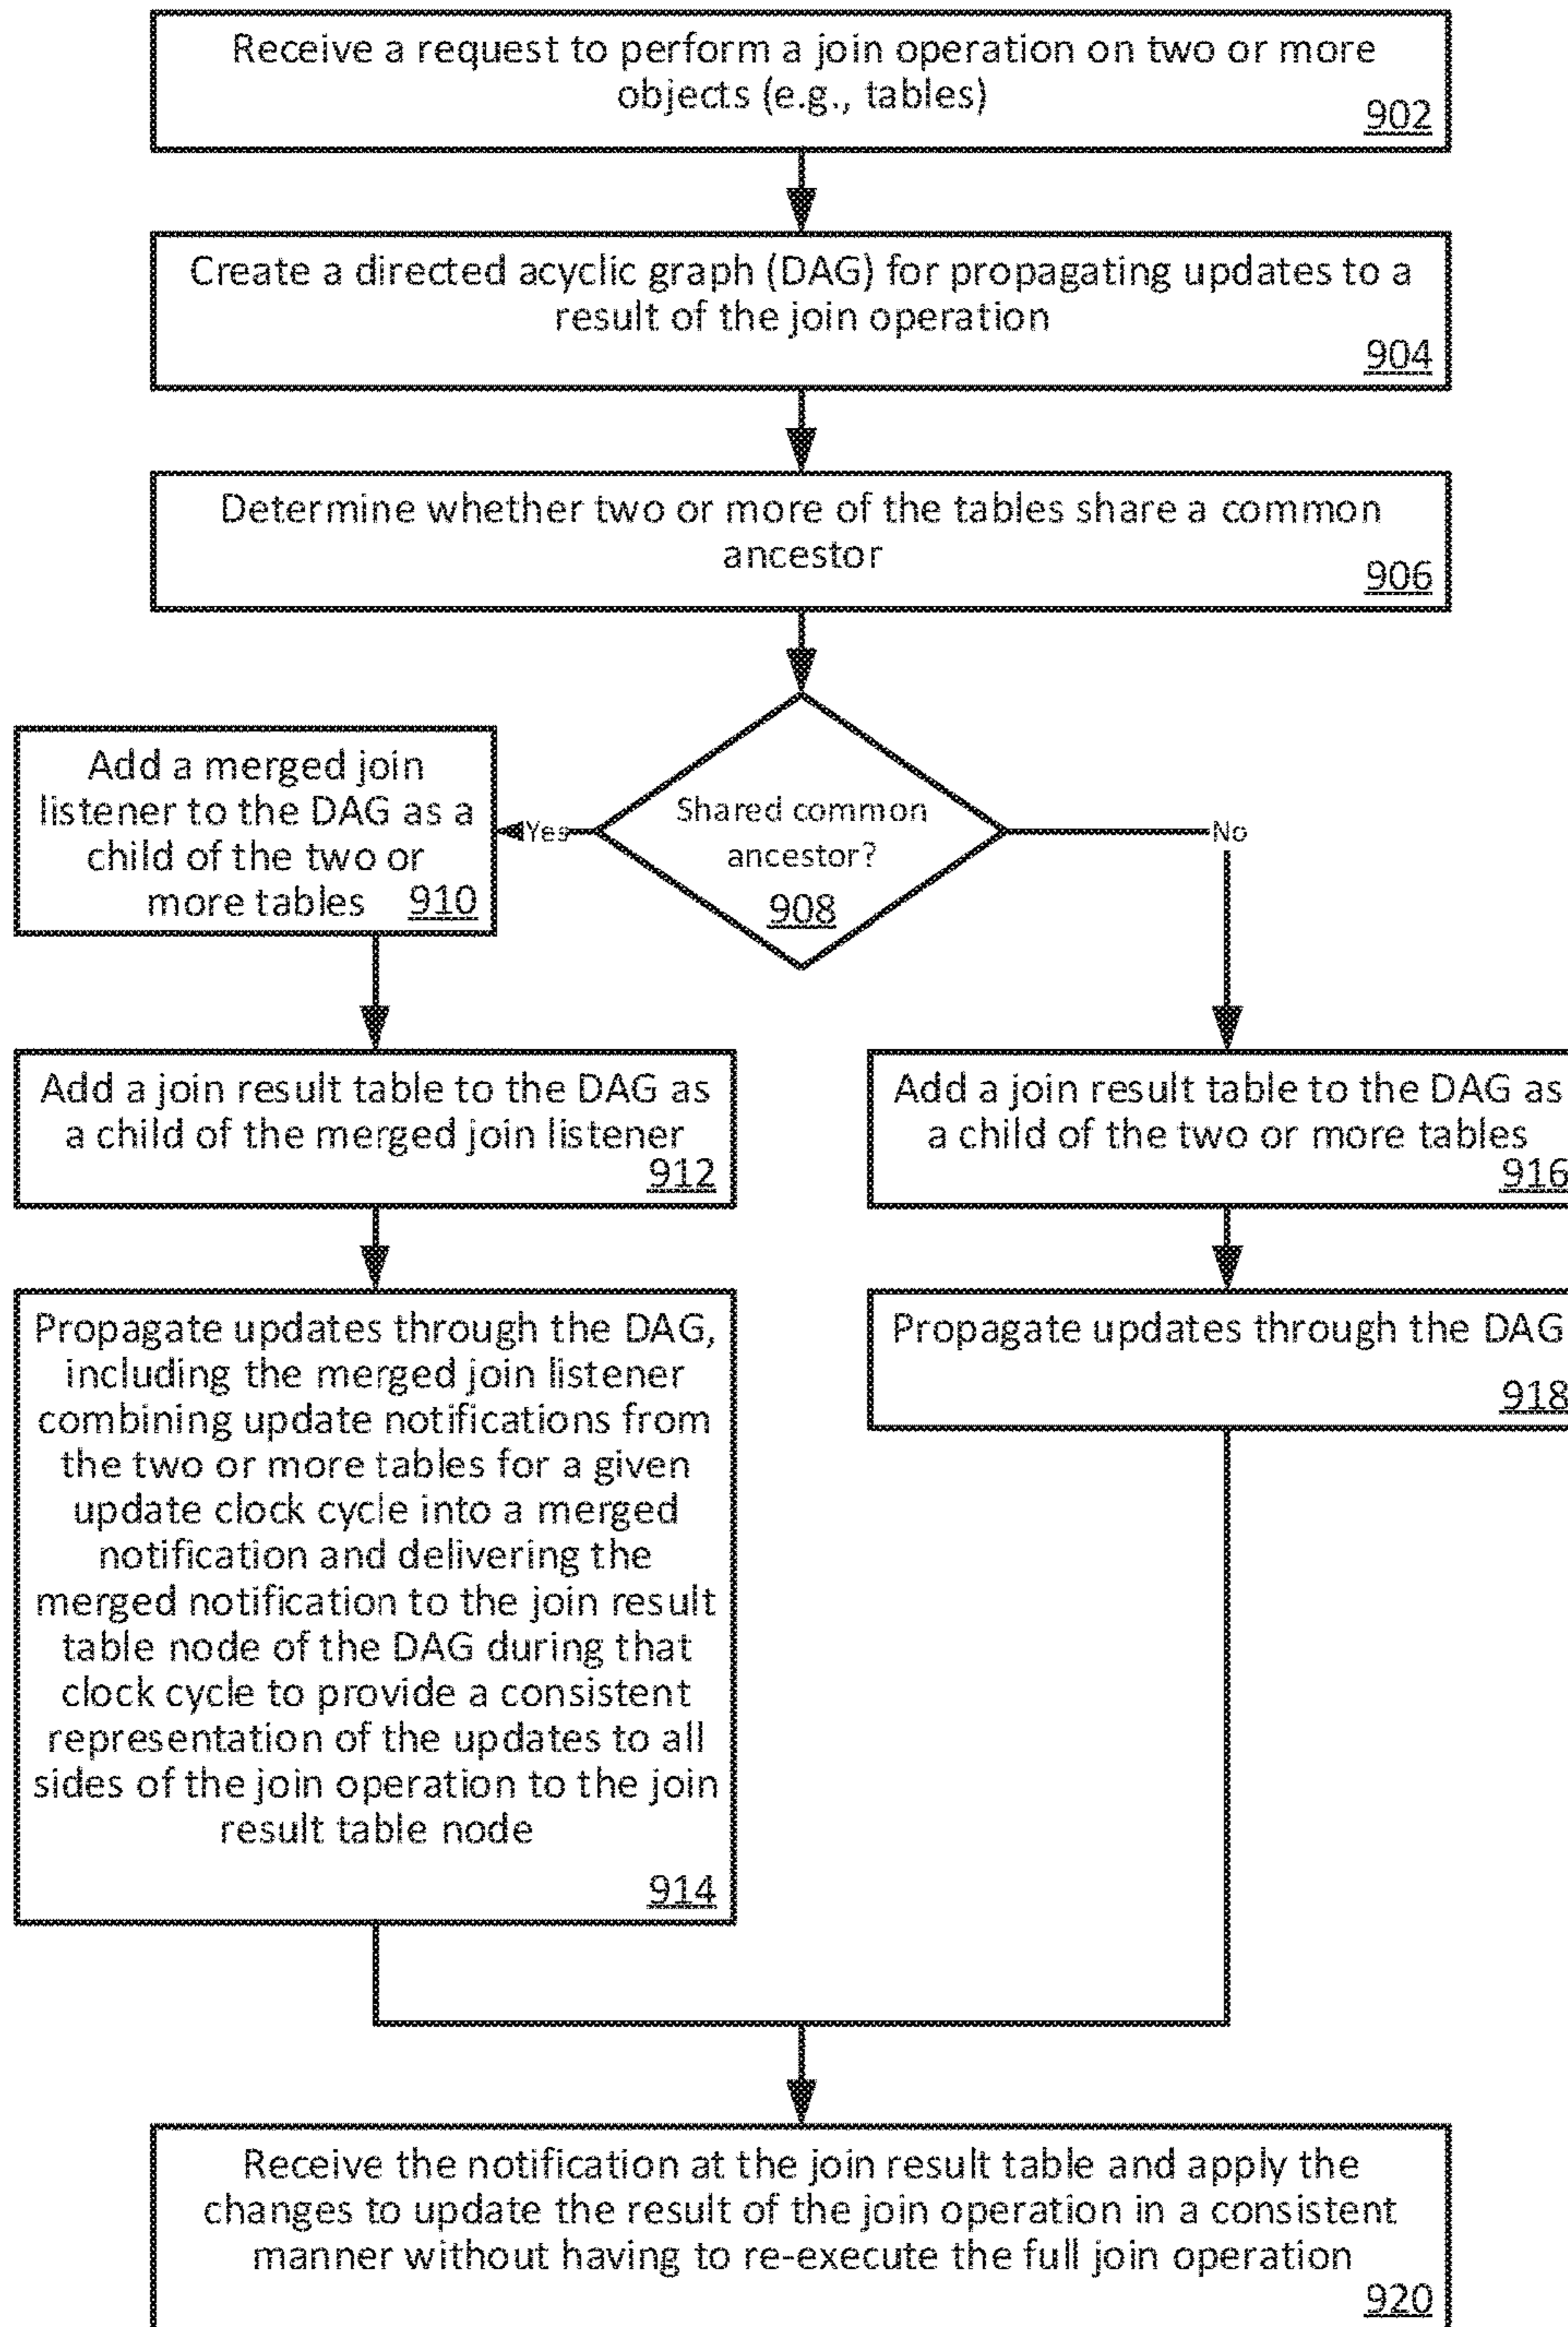 Receive a request to perform a join operation on two or more
objects (e.g., tables)
902
Create a directed acyclic graph (DAG) for propagating updates to a
result of the join operation
904
Determine whether two or more of the tables share a common
ancestor
906
Shared common
ancestor?
908
Yes
No
Add a merged join
listener to the DAG as a
child of the two or
more tables 910
Add a join result table to the DAG as
a child of the merged join listener
912
Propagate updates through the DAG,
including the merged join listener
combining update notifications from
the two or more tables for a given
update clock cycle into a merged
notification and delivering the
merged notification to the join result
table node of the DAG during that
clock cycle to provide a consistent
representation of the updates to all
sides of the join operation to the join
result table node
914
Add a join result table to the DAG as
a child of the two or more tables
916
Propagate updates through the DAG
918
Receive the notification at the join result table and apply the
changes to update the result of the join operation in a consistent
manner without having to re-execute the full join operation
920